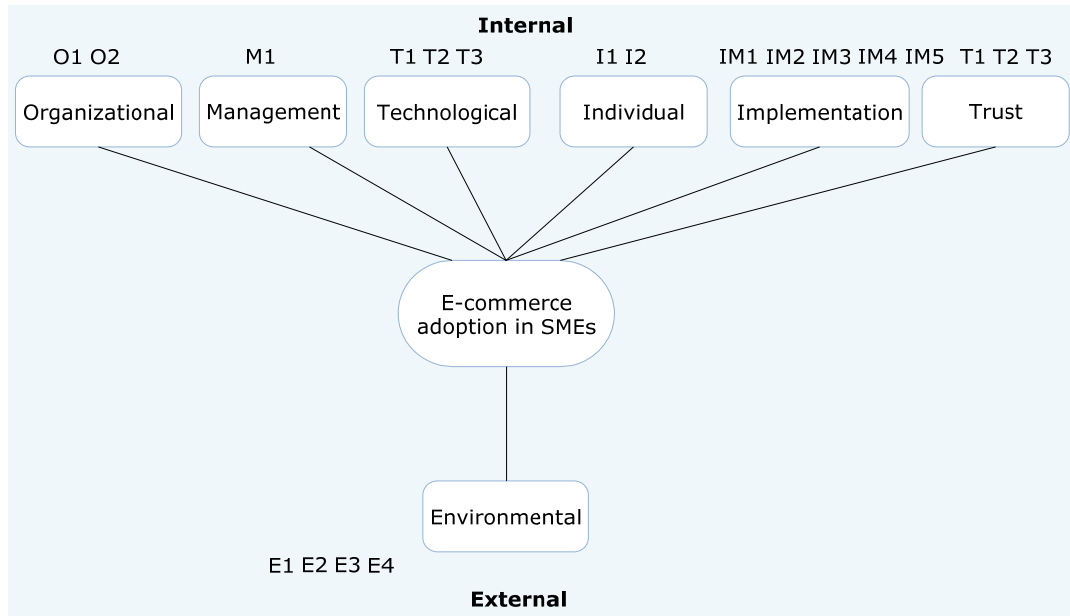 Internal
O1 O2
M1
T1 T2 T3
I1 I2
IM1 IM2 IM3 IM4 IM5
T1 T2 T3
Organizational
Management
Technological
Individual
Implementation
Trust
E-commerce
adoption in SMEs
Environmental
E1 E2 E3 E4
External